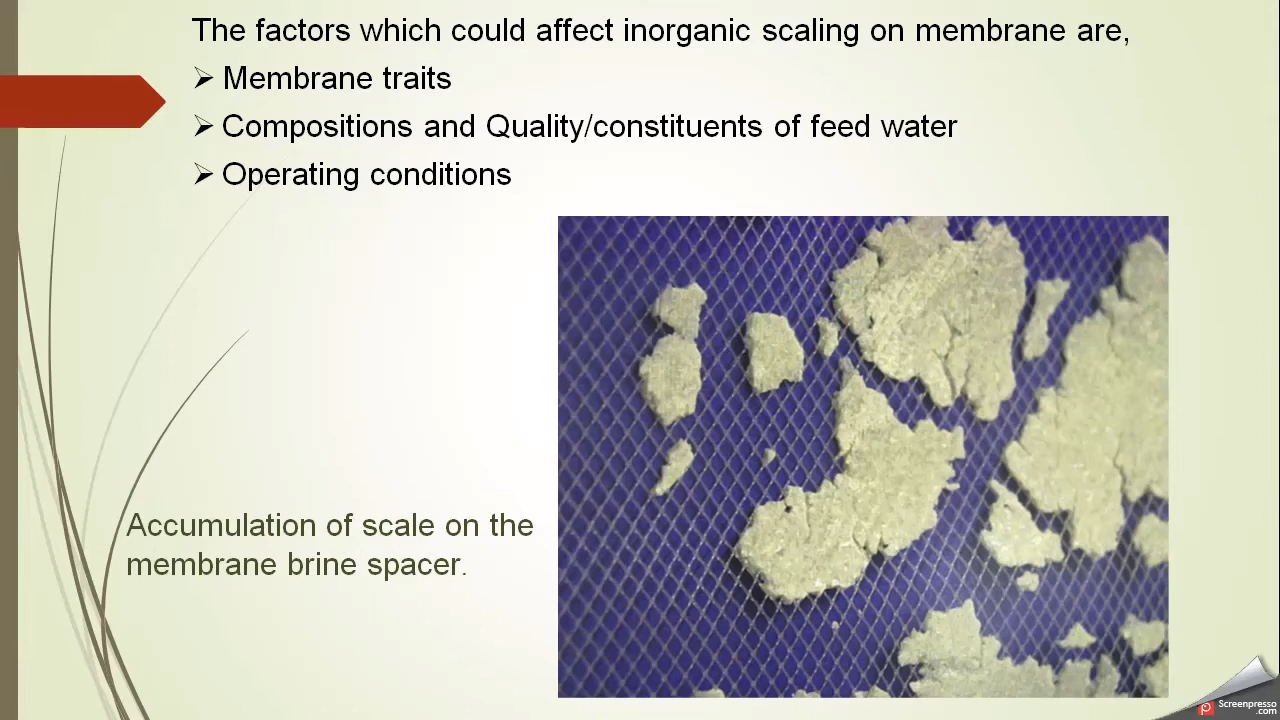 The factors which could affect inorganic scaling on membrane are,
Membrane traits
Compositions and Quality/constituents of feed water
Operating conditions
Accumulation of scale on the
membrane brine spacer.
Screenpresso
.com